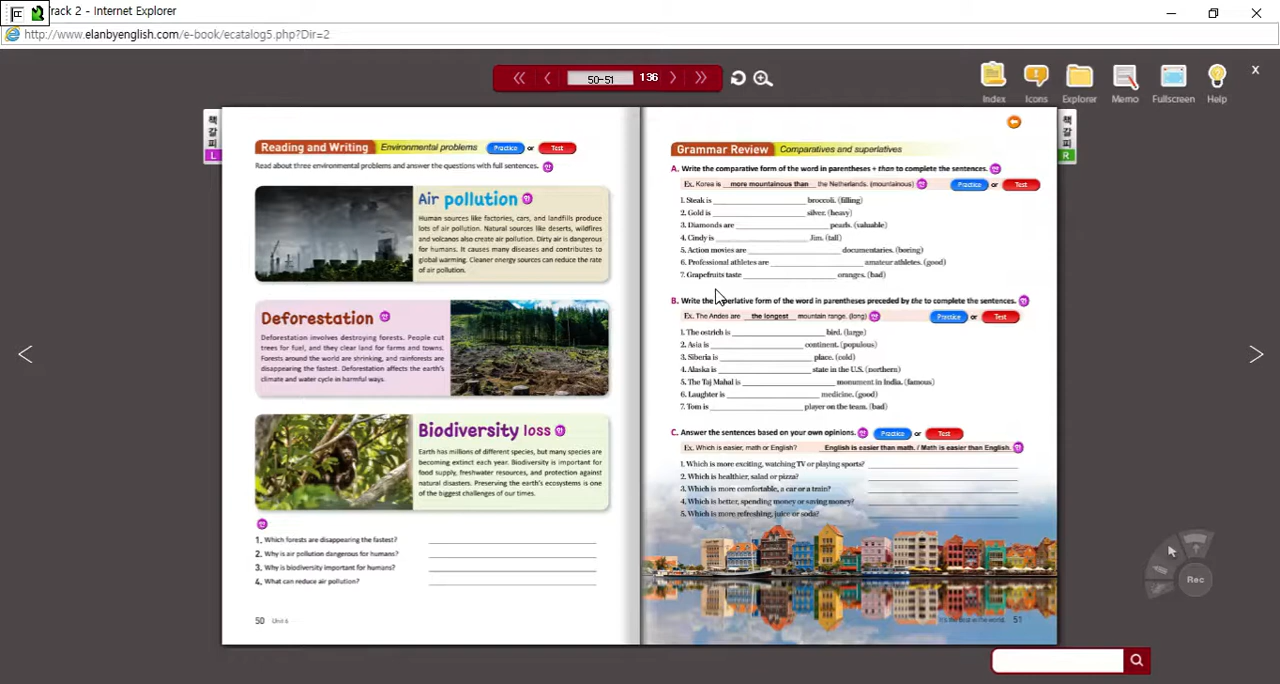 Track 2 - Internet Explorer
http://www.elanbyenglish.com/e-book/ecatalog5.php?Dir=2
50-51 136
Index Icons Explorer Memo Fullscreen Help
책갈피 L
Reading and Writing Environmental problems Practice or Test
Read about three environmental problems and answer the questions with full sentences.
Air pollution
Human sources like factories, cars, and landfills produce
lots of air pollution. Natural sources like deserts, wildfires
and volcanos also create air pollution. Dirty air is dangerous
for humans. It causes many diseases and contributes to
global warming. Cleaner energy sources can reduce the rate
of air pollution.
Deforestation
Deforestation involves destroying forests. People cut
trees for fuel, and they clear land for farms and towns.
Forests around the world are shrinking, and rainforests are
disappearing the fastest. Deforestation affects the earth's
climate and water cycle in harmful ways.
Biodiversity loss
Earth has millions of different species, but many species are
becoming extinct each year. Biodiversity is important for
food supply, freshwater resources, and protection against
natural disasters. Preserving the earth's ecosystems is one
of the biggest challenges of our times.
1. Which forests are disappearing the fastest?
2. Why is air pollution dangerous for humans?
3. Why is biodiversity important for humans?
4. What can reduce air pollution?
50 Unit 6
책갈피 R
Grammar Review Comparatives and superlatives
A. Write the comparative form of the word in parentheses + than to complete the sentences.
Ex. Korea is more mountainous than the Netherlands. (mountainous) Practice or Test
1. Steak is broccoli. (filling)
2. Gold is silver. (heavy)
3. Diamonds are pearls. (valuable)
4. Cindy is Jim. (tall)
5. Action movies are documentaries. (boring)
6. Professional athletes are amateur athletes. (good)
7. Grapefruits taste oranges. (bad)
B. Write the superlative form of the word in parentheses preceded by the to complete the sentences.
Ex. The Andes are the longest mountain range. (long) Practice or Test
1. The ostrich is bird. (large)
2. Asia is continent. (populous)
3. Siberia is place. (cold)
4. Alaska is state in the U.S. (northern)
5. The Taj Mahal is monument in India. (famous)
6. Laughter is medicine. (good)
7. Tom is player on the team. (bad)
C. Answer the sentences based on your own opinions. Practice or Test
Ex. Which is easier, math or English? English is easier than math. / Math is easier than English.
1. Which is more exciting, watching TV or playing sports?
2. Which is healthier, salad or pizza?
3. Which is more comfortable, a car or a train?
4. Which is better, spending money or saving money?
5. Which is more refreshing, juice or soda?
It's the best in the world. 51
Rec